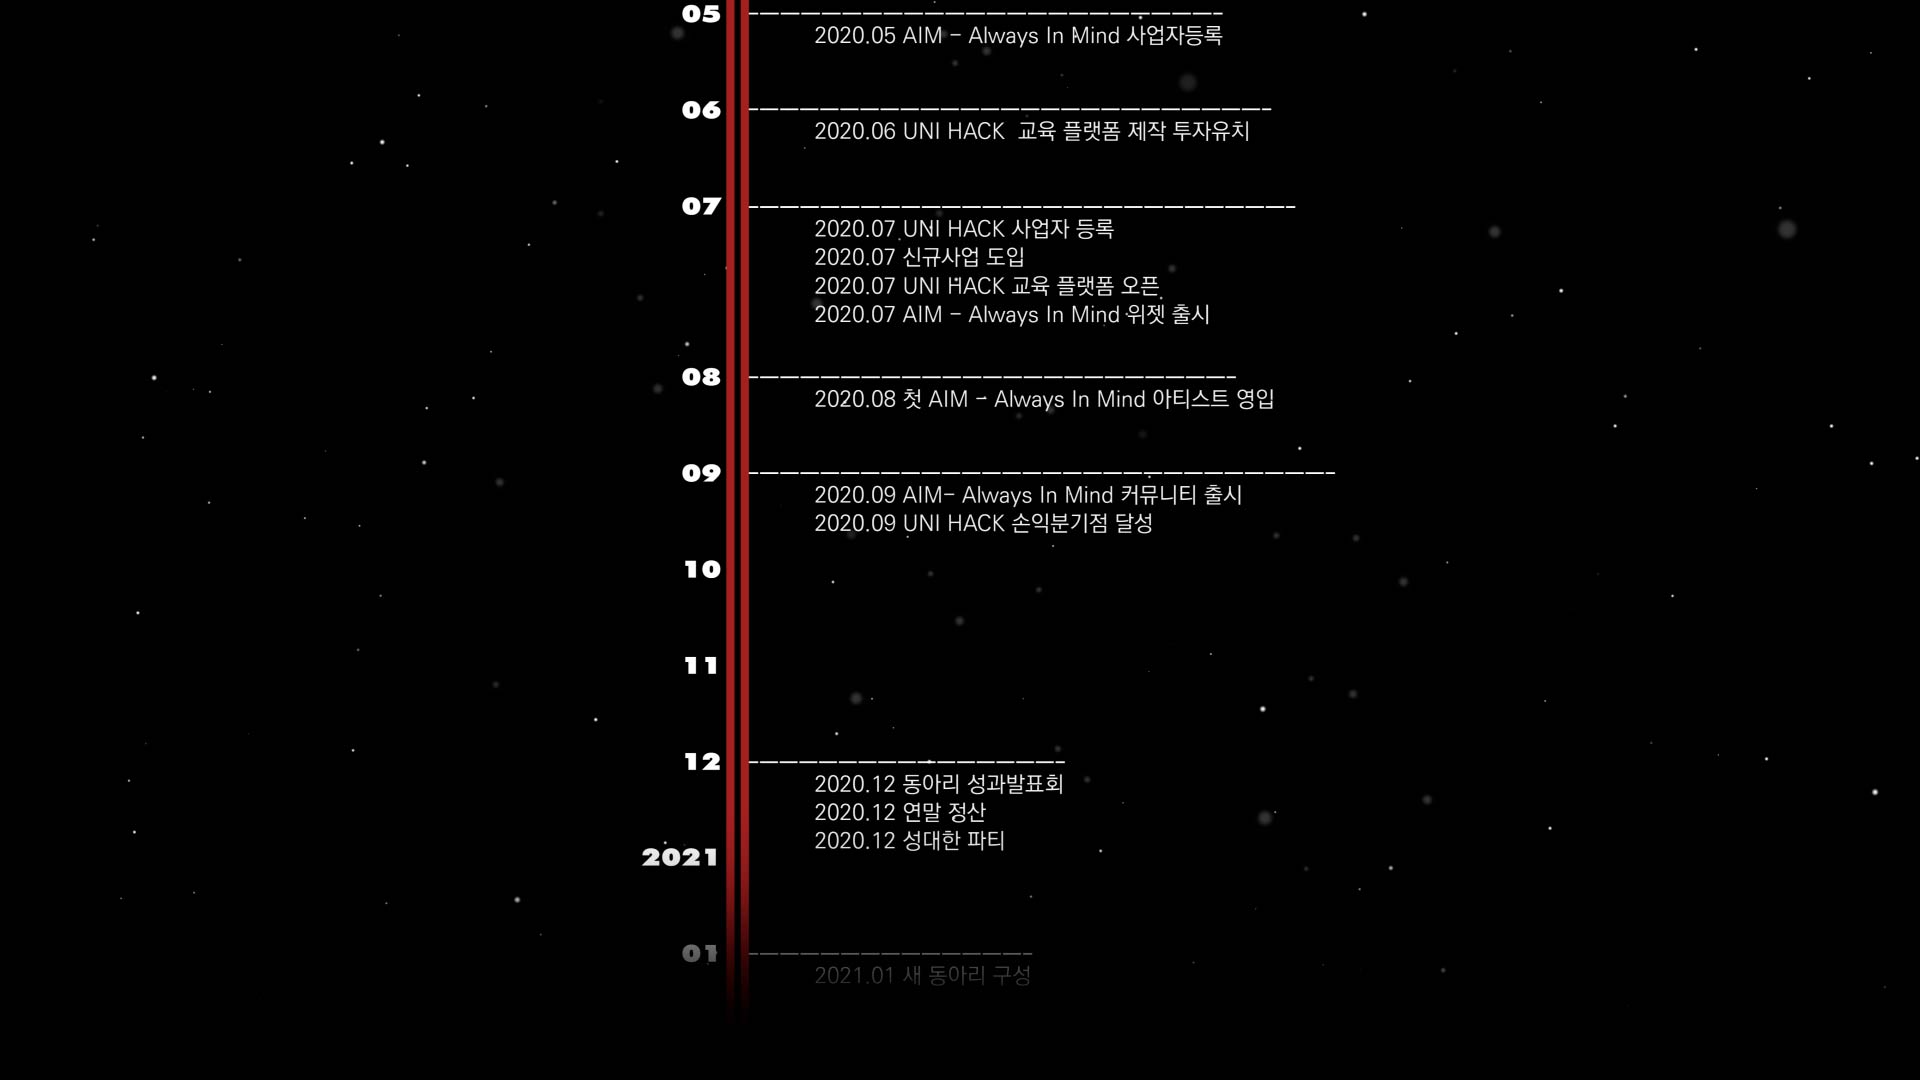 05
2020.05 AIM - Always In Mind 사업자등록
06
2020.06 UNI HACK  교육 플랫폼 제작 투자유치
07
2020.07 UNI HACK 사업자 등록
2020.07 신규사업 도입
2020.07 UNI HACK 교육 플랫폼 오픈
2020.07 AIM - Always In Mind 위젯 출시
08
2020.08 첫 AIM - Always In Mind 아티스트 영입
09
2020.09 AIM- Always In Mind 커뮤니티 출시
2020.09 UNI HACK 손익분기점 달성
10
11
12
2020.12 동아리 성과발표회
2020.12 연말 정산
2020.12 성대한 파티
2021
01
2021.01 새 동아리 구성